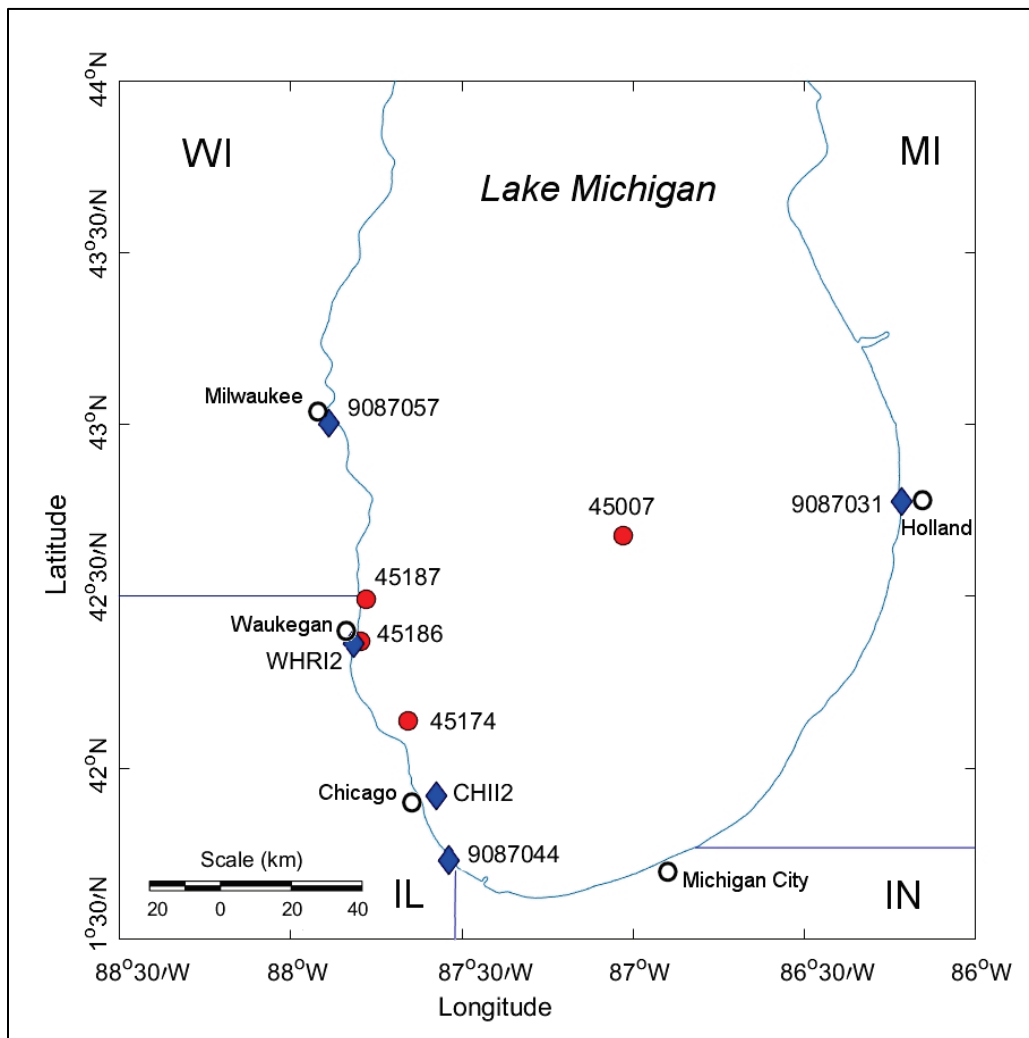 44°N
WI
MI
Lake Michigan
43°30'N
Milwaukee
9087057
43°N
Latitude
45007
9087031
Holland
45187
42°30'N
Waukegan
45186
WHRI2
45174
42°N
Chicago
CHII2
Scale (km)
9087044
Michigan City
20 0 20 40
IL
IN
1°30'N
88°30'W 88°W 87°30'W 87°W 86°30'W 86°W
Longitude